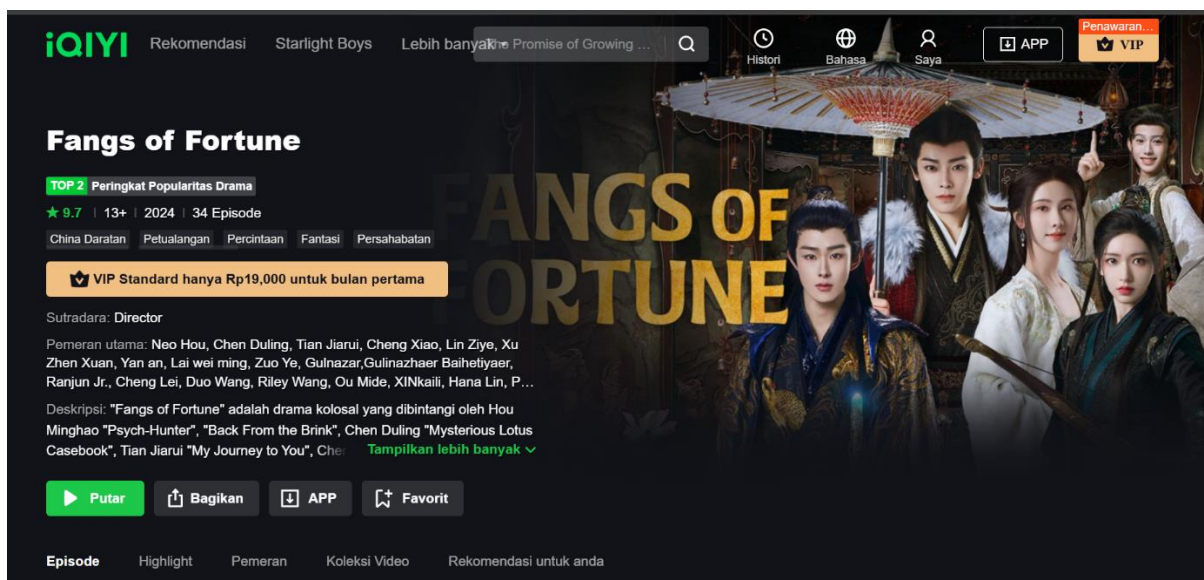 iQIYI Rekomendasi Starlight Boys Lebih banyak The Promise of Growing ... Histori Bahasa Saya APP Penawaran... VIP
Fangs of Fortune
TOP 2 Peringkat Popularitas Drama
★ 9.7 | 13+ | 2024 | 34 Episode
China Daratan Petualangan Percintaan Fantasi Persahabatan
VIP Standard hanya Rp19,000 untuk bulan pertama
Sutradara: Director
Pemeran utama: Neo Hou, Chen Duling, Tian Jiarui, Cheng Xiao, Lin Ziye, Xu
Zhen Xuan, Yan an, Lai wei ming, Zuo Ye, Gulnazar,Gulinazhaer Baihetiyaer,
Ranjun Jr., Cheng Lei, Duo Wang, Riley Wang, Ou Mide, XINkaili, Hana Lin, P...
Deskripsi: "Fangs of Fortune" adalah drama kolosal yang dibintangi oleh Hou
Minghao "Psych-Hunter", "Back From the Brink", Chen Duling "Mysterious Lotus
Casebook", Tian Jiarui "My Journey to You", Che Tampilkan lebih banyak
Putar Bagikan APP Favorit
Episode Highlight Pemeran Koleksi Video Rekomendasi untuk anda
FANGS OF
FORTUNE